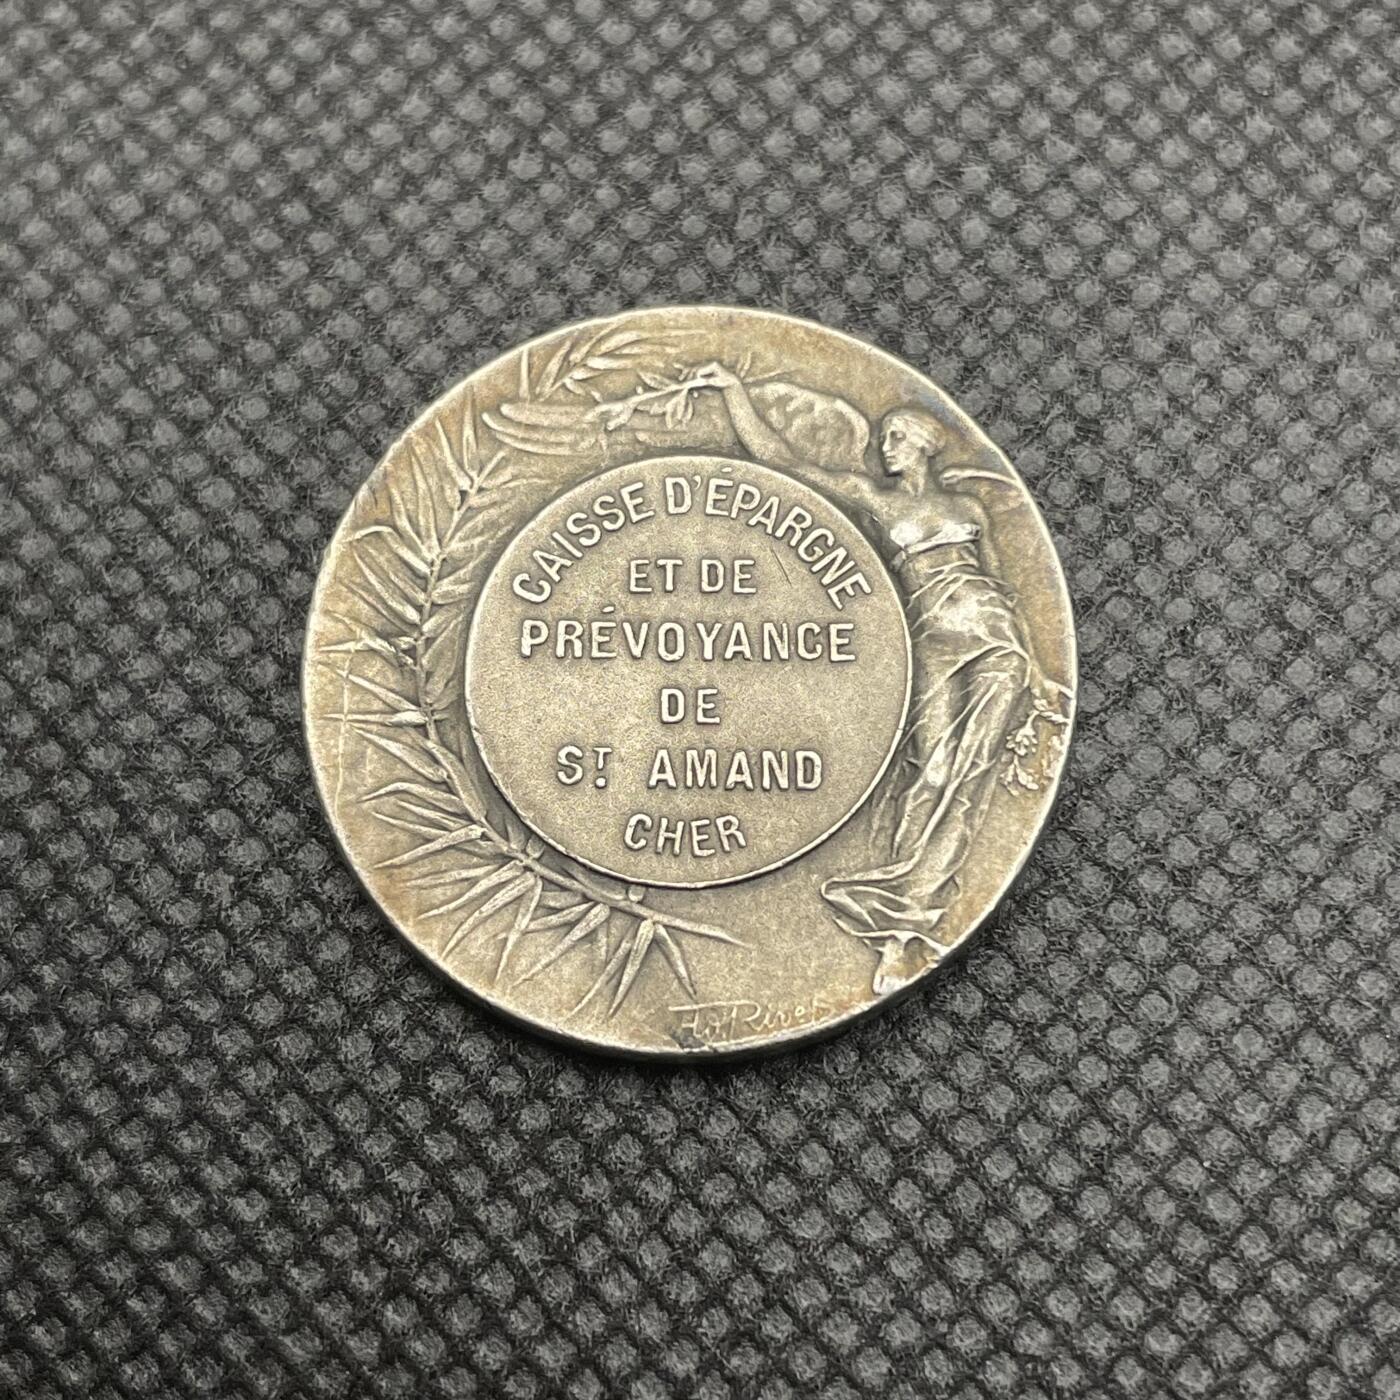 CAISSE D'ÉPARGNE
ET DE
PRÉVOYANCE
DE
ST AMAND
CHER